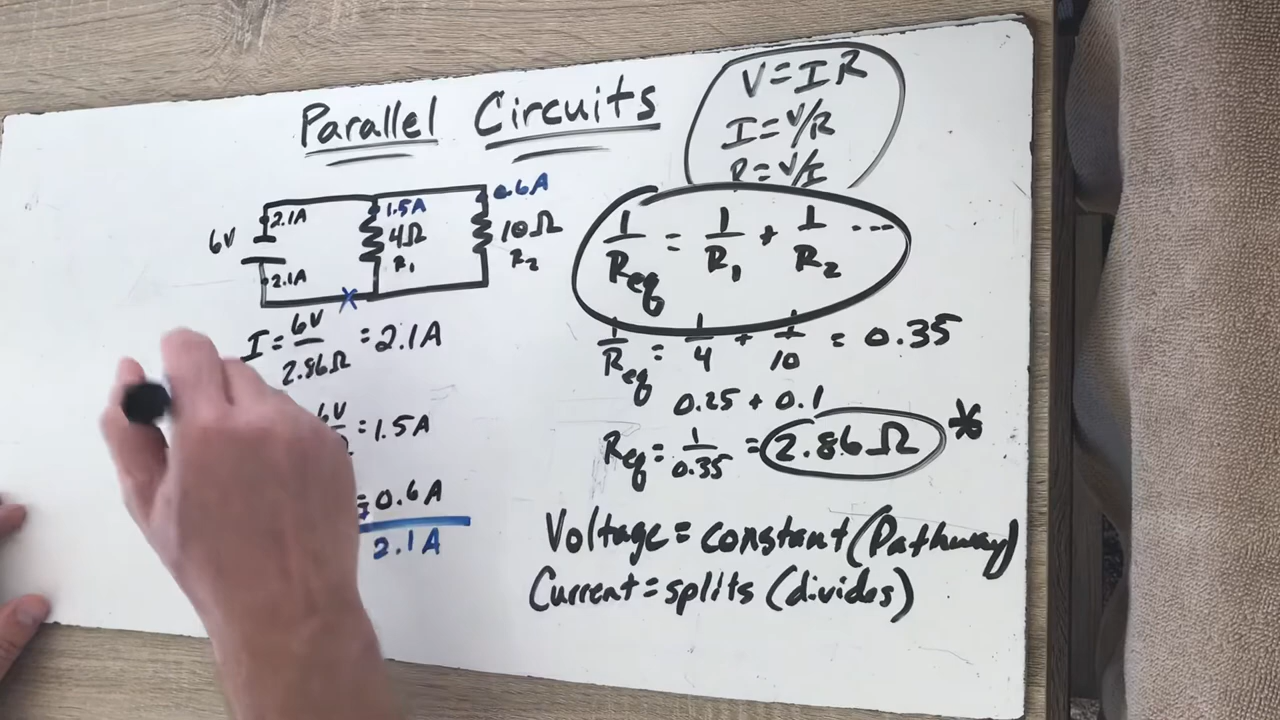 Parallel Circuits
V = IR
I = V/R
R = V/I
6V
2.1A
2.1A
1.5A
4Ω
R1
0.6A
10Ω
R2
X
I = 6V/2.86Ω = 2.1A
6V = 1.5A
= 0.6A
2.1A
1/Req = 1/R1 + 1/R2 ...
1/Req = 1/4 + 1/10 = 0.35
0.25 + 0.1
Req = 1/0.35 = 2.86Ω *
Voltage = constant (Pathway)
Current = splits (divides)